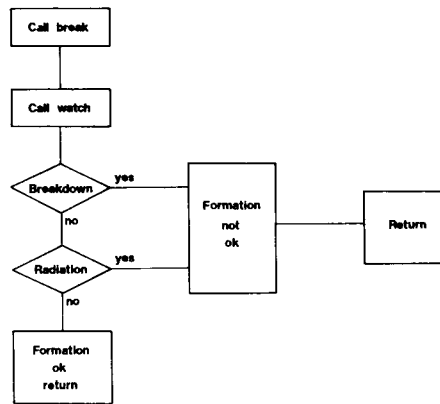 Call break
Call watch
Breakdown
yes
no
Formation
not
ok
Return
Radiation
yes
no
Formation
ok
return